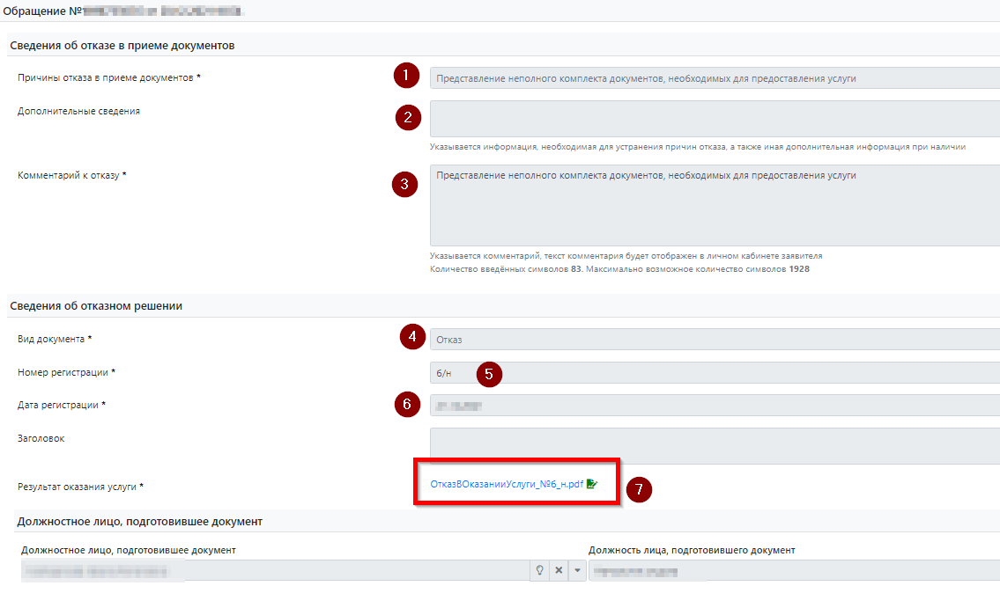 Обращение №
Сведения об отказе в приеме документов
Причины отказа в приеме документов *
1
Представление неполного комплекта документов, необходимых для предоставления услуги
Дополнительные сведения
2
Указывается информация, необходимая для устранения причин отказа, а также иная дополнительная информация при наличии
Комментарий к отказу *
3
Представление неполного комплекта документов, необходимых для предоставления услуги
Указывается комментарий, текст комментария будет отображен в личном кабинете заявителя
Количество введённых символов 83. Максимально возможное количество символов 1928
Сведения об отказном решении
Вид документа *
4
Отказ
Номер регистрации *
б/н
5
Дата регистрации *
6
Заголовок
Результат оказания услуги *
ОтказВОказанииУслуги_№б_н.pdf
7
Должностное лицо, подготовившее документ
Должностное лицо, подготовившее документ
Должность лица, подготовившего документ